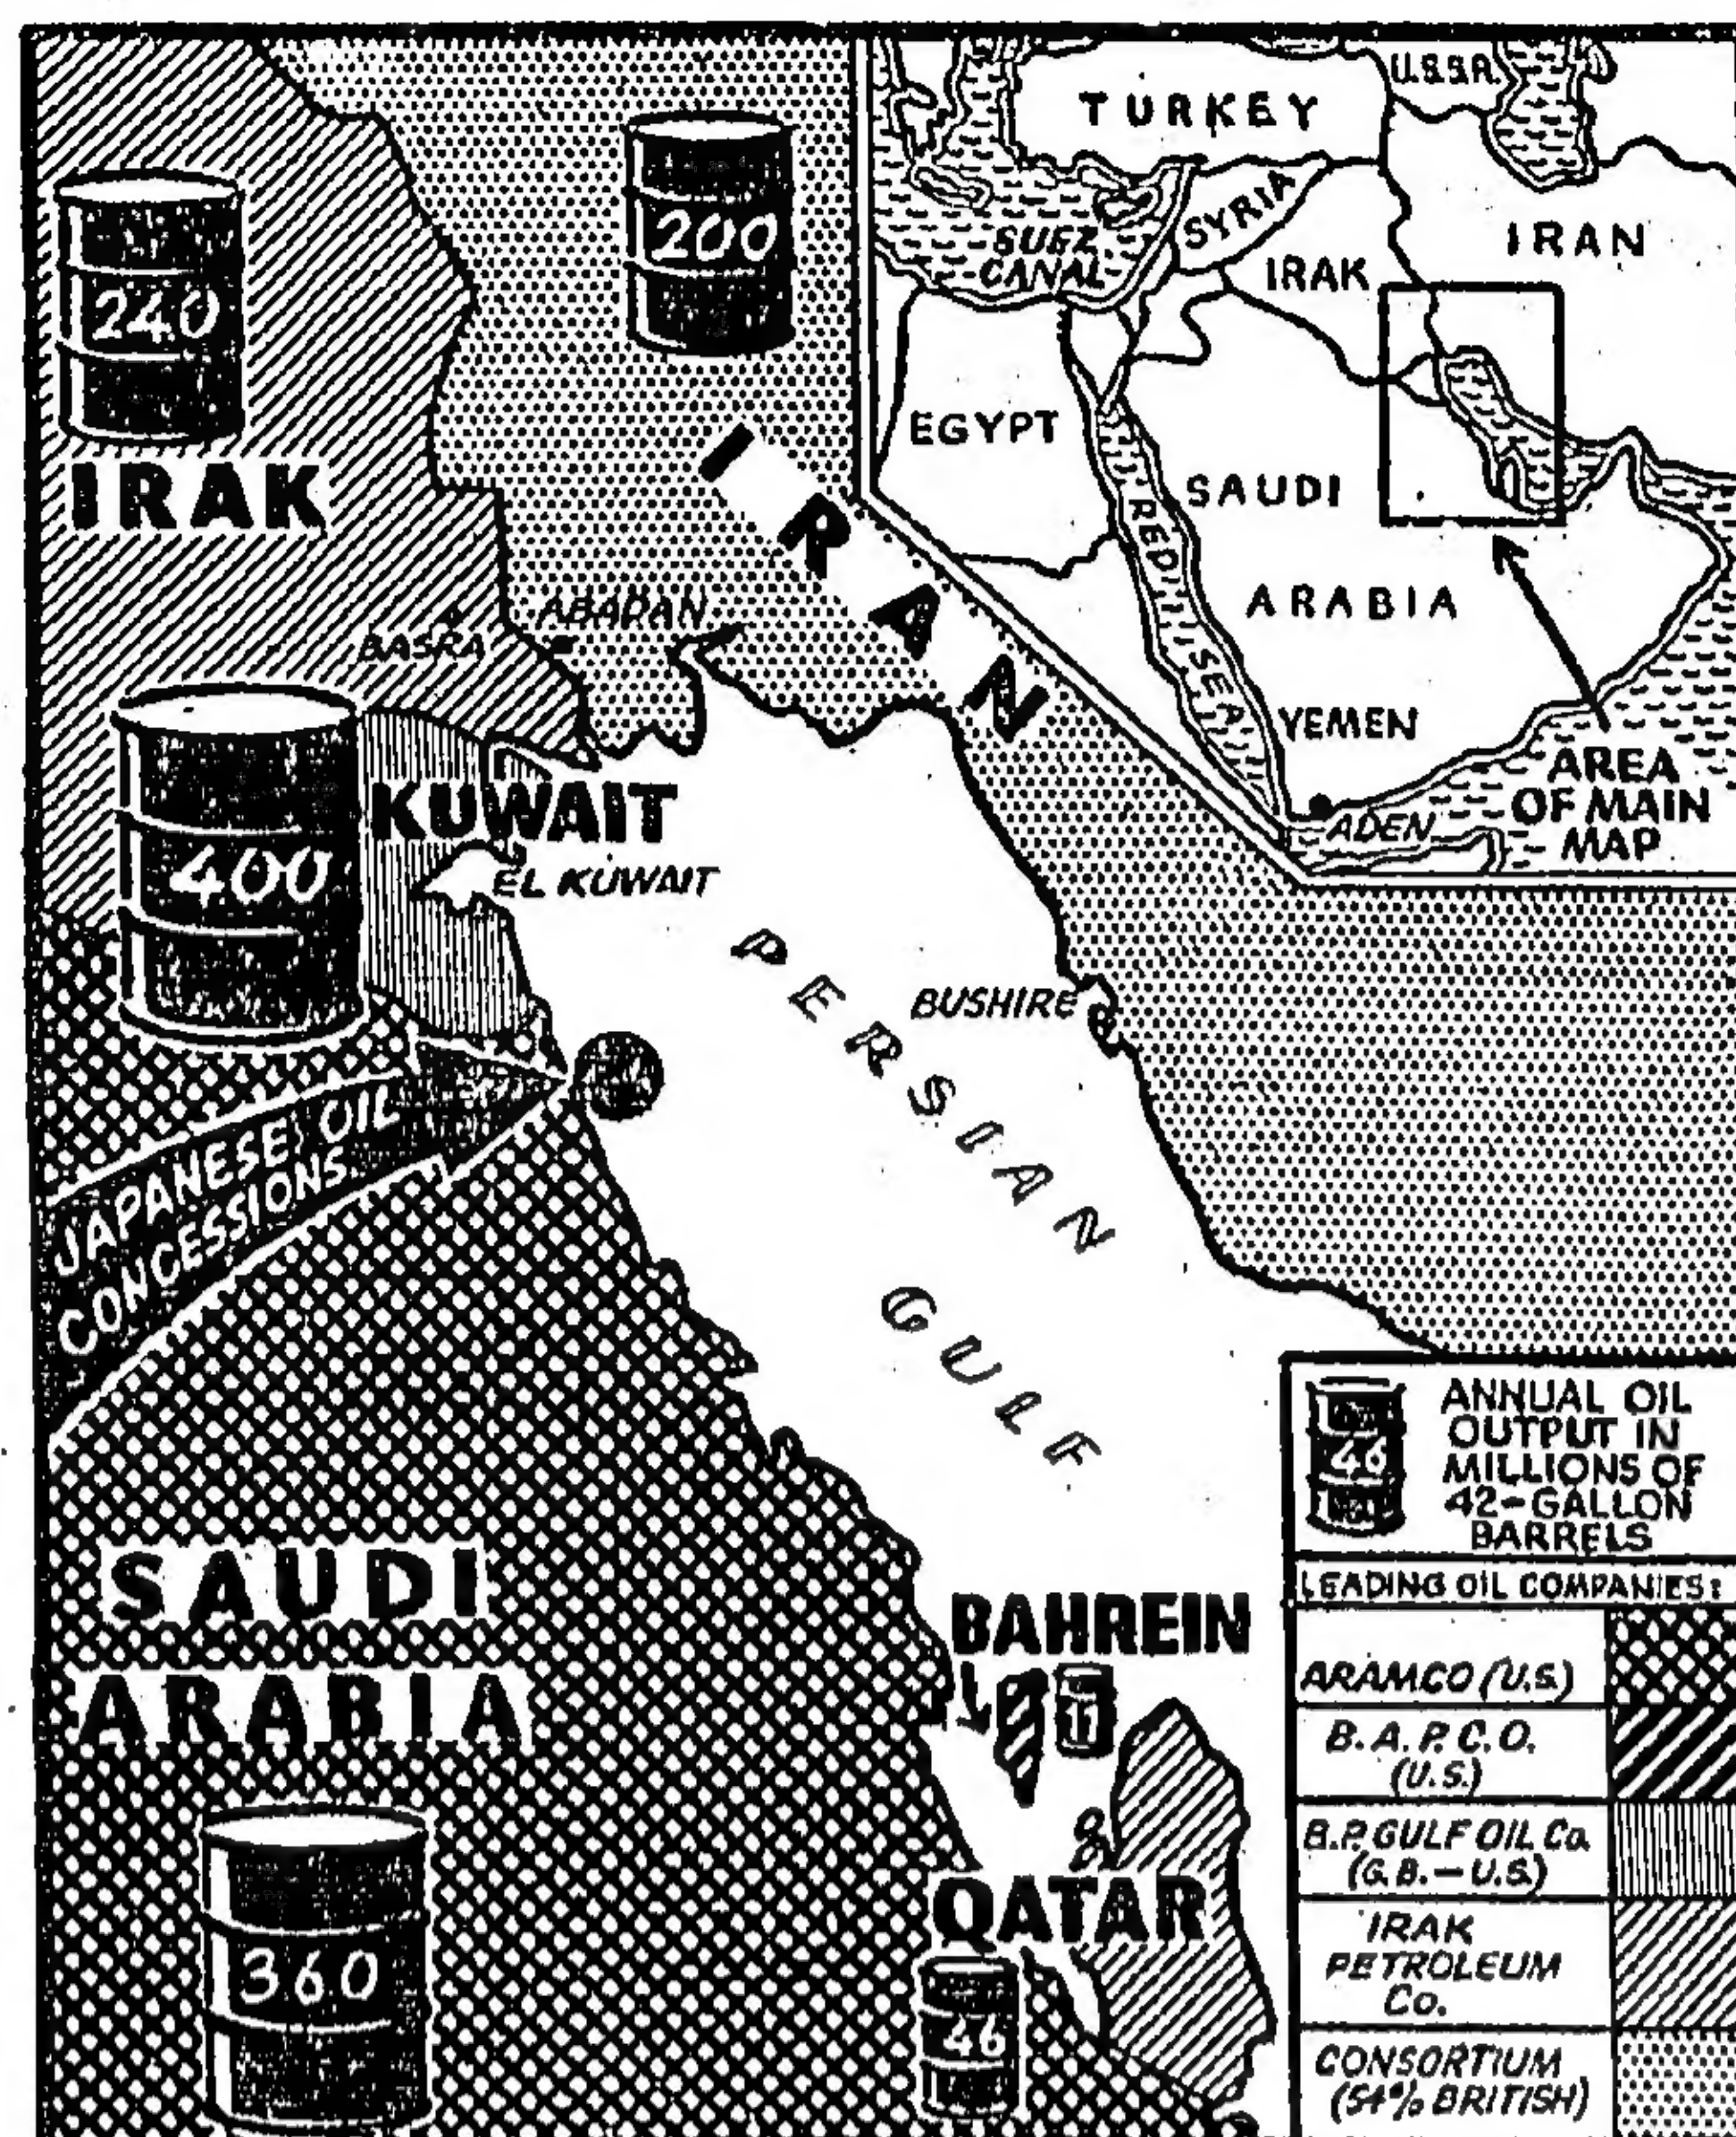 240
IRAK
200
IRAN
BASRA
ABADAN
400
KUWAIT
EL KUWAIT
PERSIAN
GULF
BUSHIRE
JAPANESE OIL
CONCESSIONS
SAUDI
ARABIA
360
BAHREIN
QATAR
46
TURKEY
U.S.S.R.
SYRIA
SUEZ
CANAL
IRAK
IRAN
EGYPT
SAUDI
ARABIA
RED SEA
YEMEN
ADEN
AREA
OF MAIN
MAP
46
ANNUAL OIL
OUTPUT IN
MILLIONS OF
42-GALLON
BARRELS
LEADING OIL COMPANIES:
ARAMCO (U.S.)
B.A.P.C.O.
(U.S.)
B.P. GULF OIL Co.
(G.B. - U.S.)
IRAK
PETROLEUM
Co.
CONSORTIUM
(54% BRITISH)